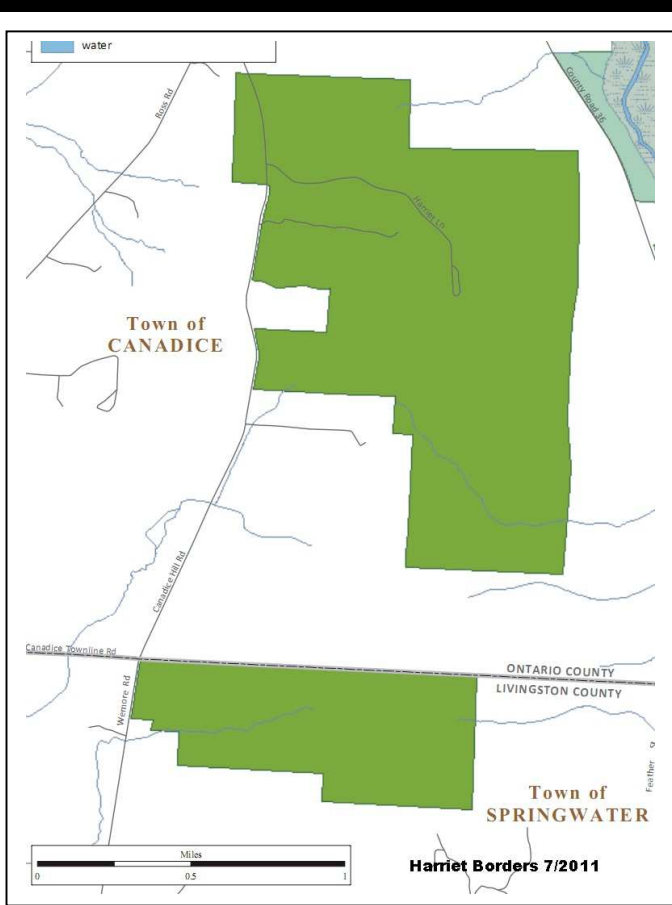 water
Ross Rd
County Road 36
Harriet Ln
Town of
CANADICE
Canadice Hill Rd
Canadice Townline Rd
ONTARIO COUNTY
LIVINGSTON COUNTY
Wemore Rd
Feather
Town of
SPRINGWATER
Miles
0 0.5 1
Harriet Borders 7/2011